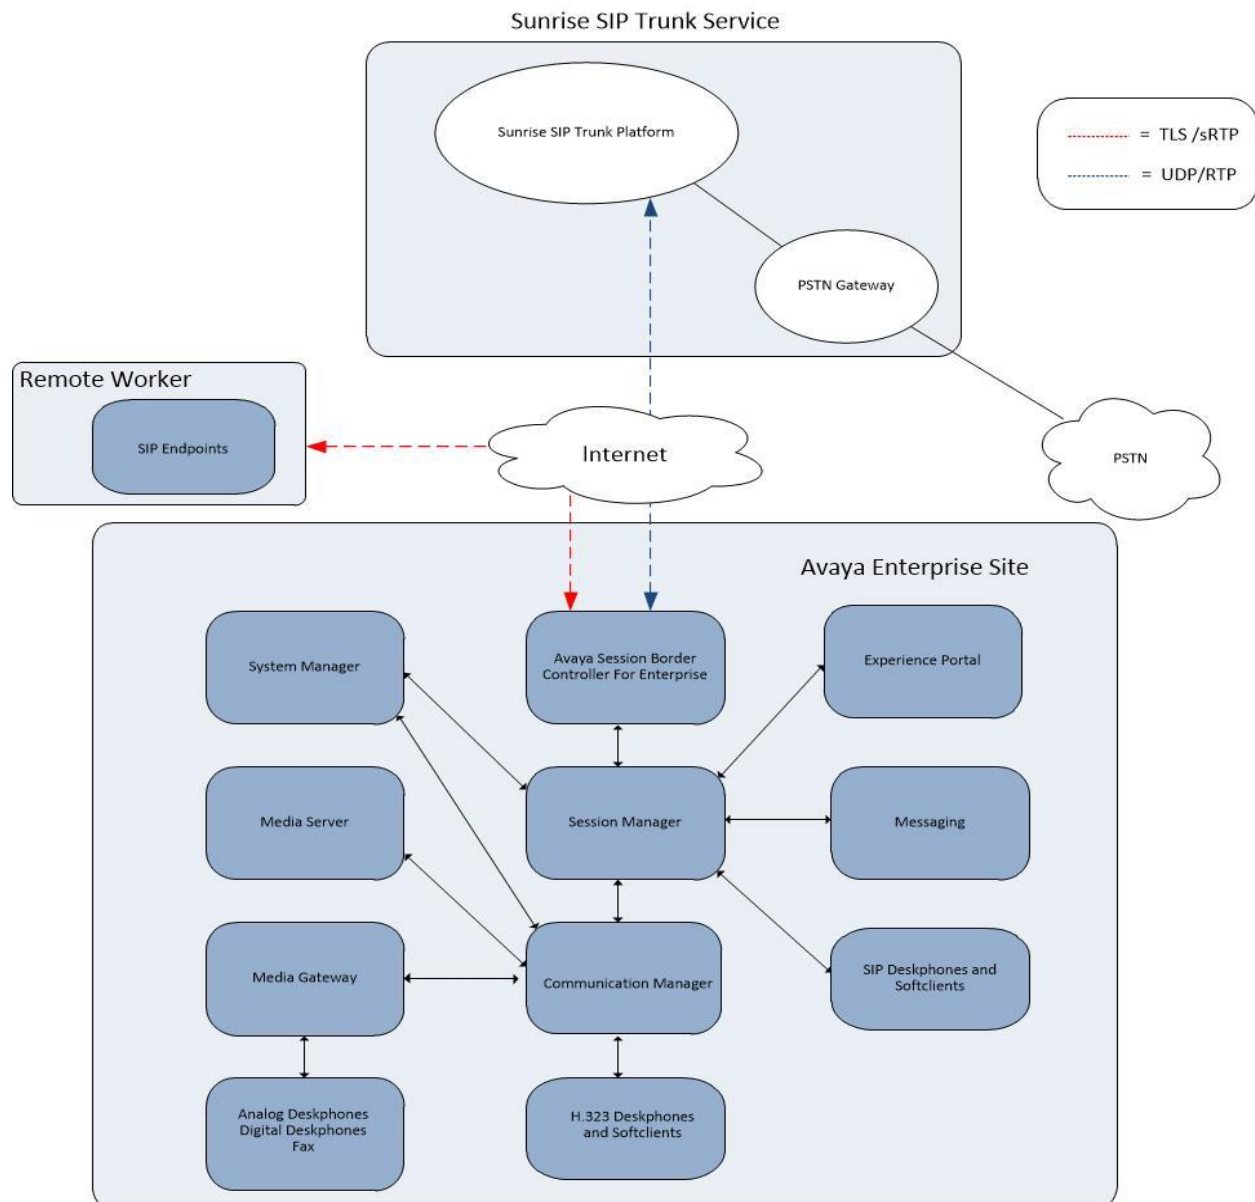 Sunrise SIP Trunk Service
Sunrise SIP Trunk Platform
= TLS /sRTP
= UDP/RTP
PSTN Gateway
Remote Worker
SIP Endpoints
Internet
PSTN
Avaya Enterprise Site
System Manager
Avaya Session Border
Controller For Enterprise
Experience Portal
Media Server
Session Manager
Messaging
Media Gateway
Communication Manager
SIP Deskphones and
Softclients
Analog Deskphones
Digital Deskphones
Fax
H.323 Deskphones
and Softclients